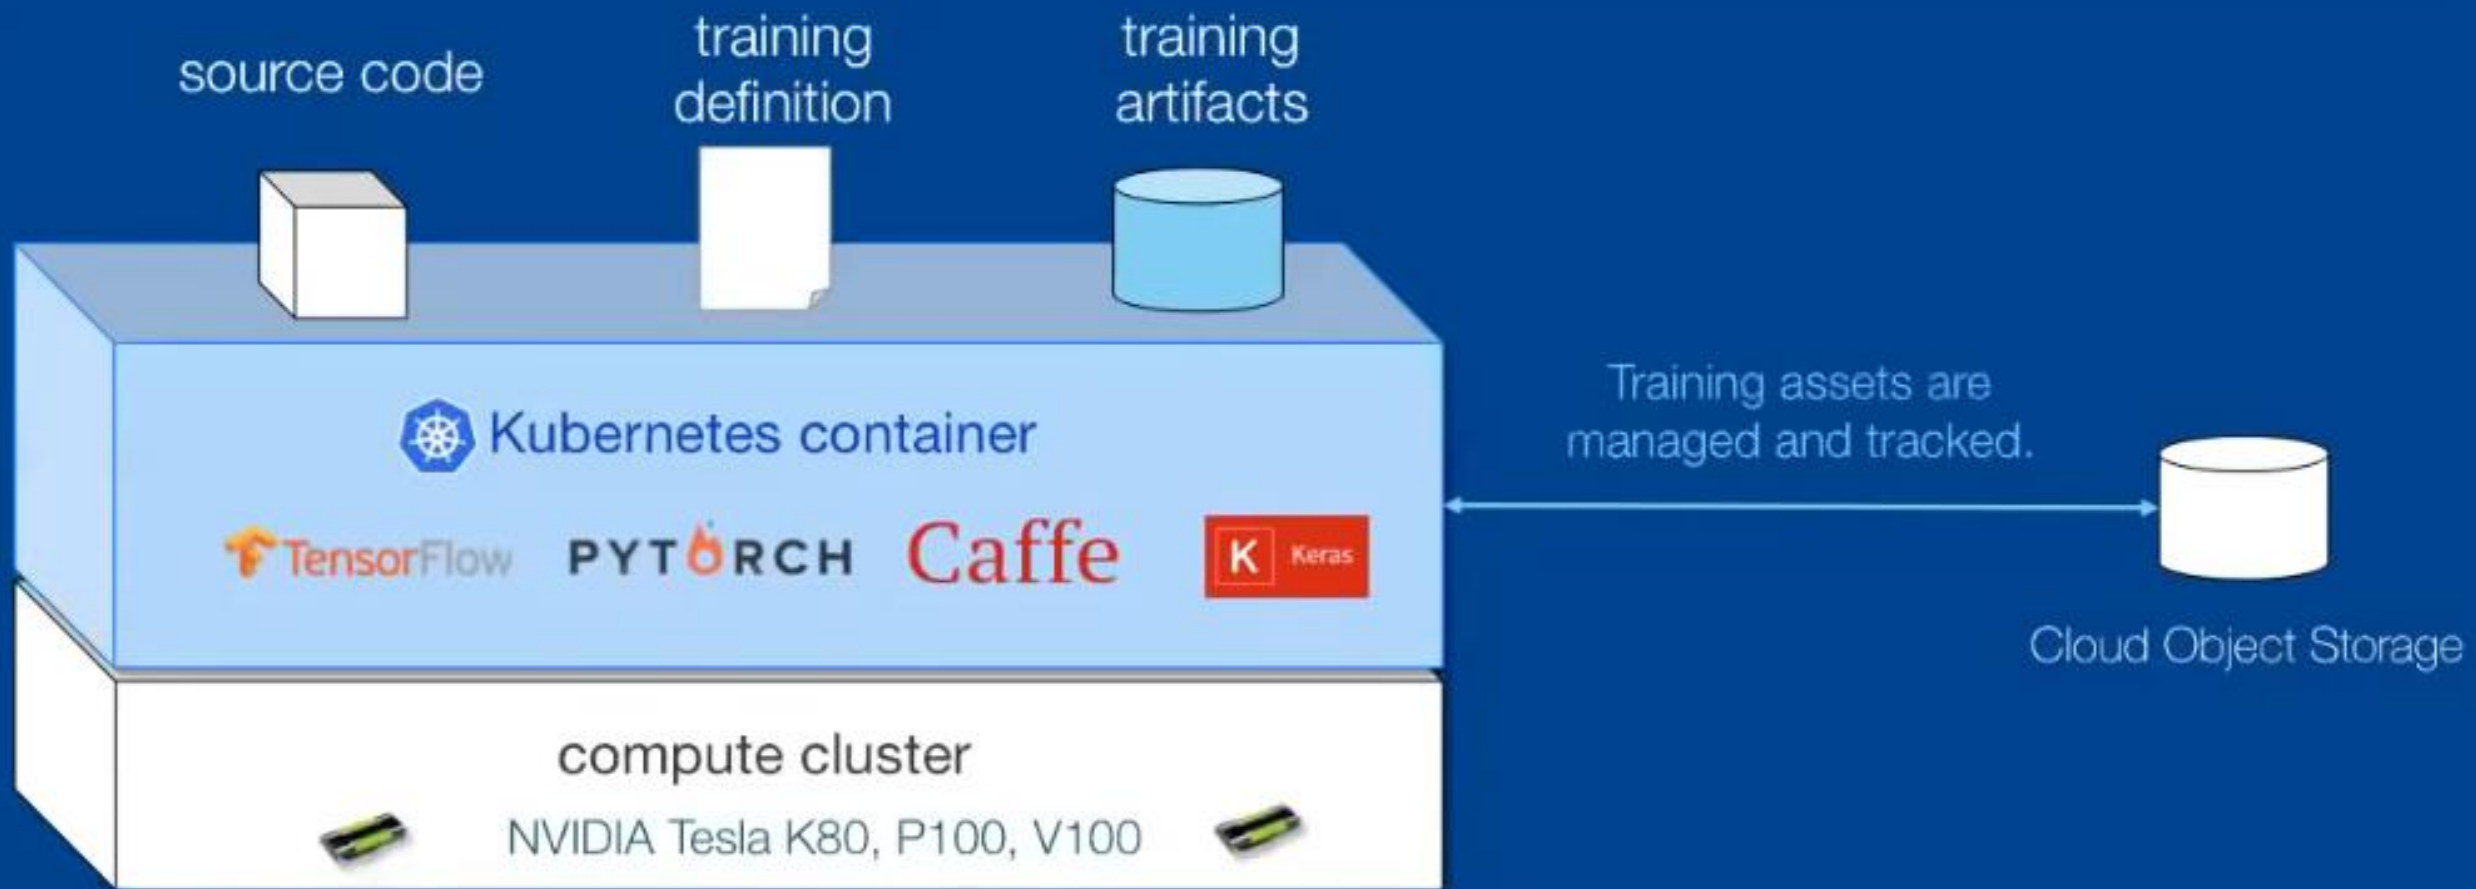 source code
training
definition
training
artifacts
Kubernetes container
TensorFlow
PYTORCH
Caffe
K Keras
Training assets are
managed and tracked.
Cloud Object Storage
compute cluster
NVIDIA Tesla K80, P100, V100